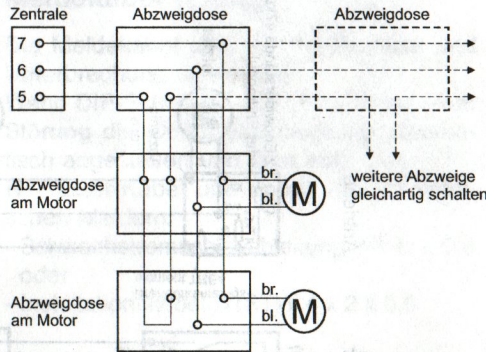 Zentrale
Abzweigdose
Abzweigdose
7
6
5
weitere Abzweige
gleichartig schalten
Abzweigdose
am Motor
br.
bl.
M
Abzweigdose
am Motor
br.
bl.
M